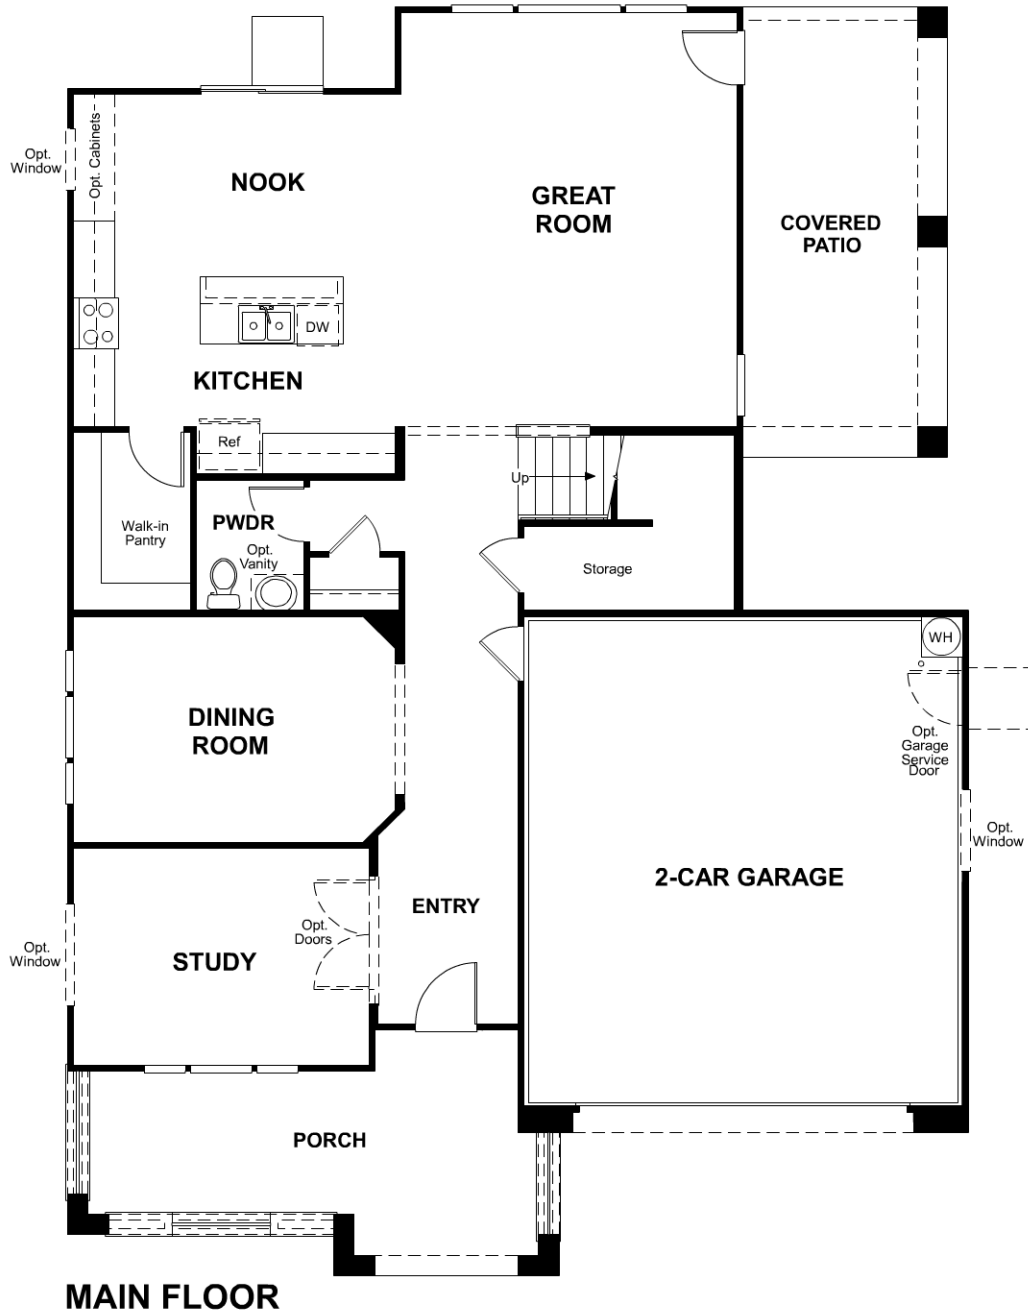 Opt.
Window
Opt. Cabinets
NOOK
GREAT
ROOM
COVERED
PATIO
DW
KITCHEN
Ref
Up
Walk-in
Pantry
PWDR
Opt.
Vanity
Storage
WH
DINING
ROOM
Opt.
Garage
Service
Door
Opt.
Window
2-CAR GARAGE
ENTRY
Opt.
Doors
Opt.
Window
STUDY
PORCH
MAIN FLOOR